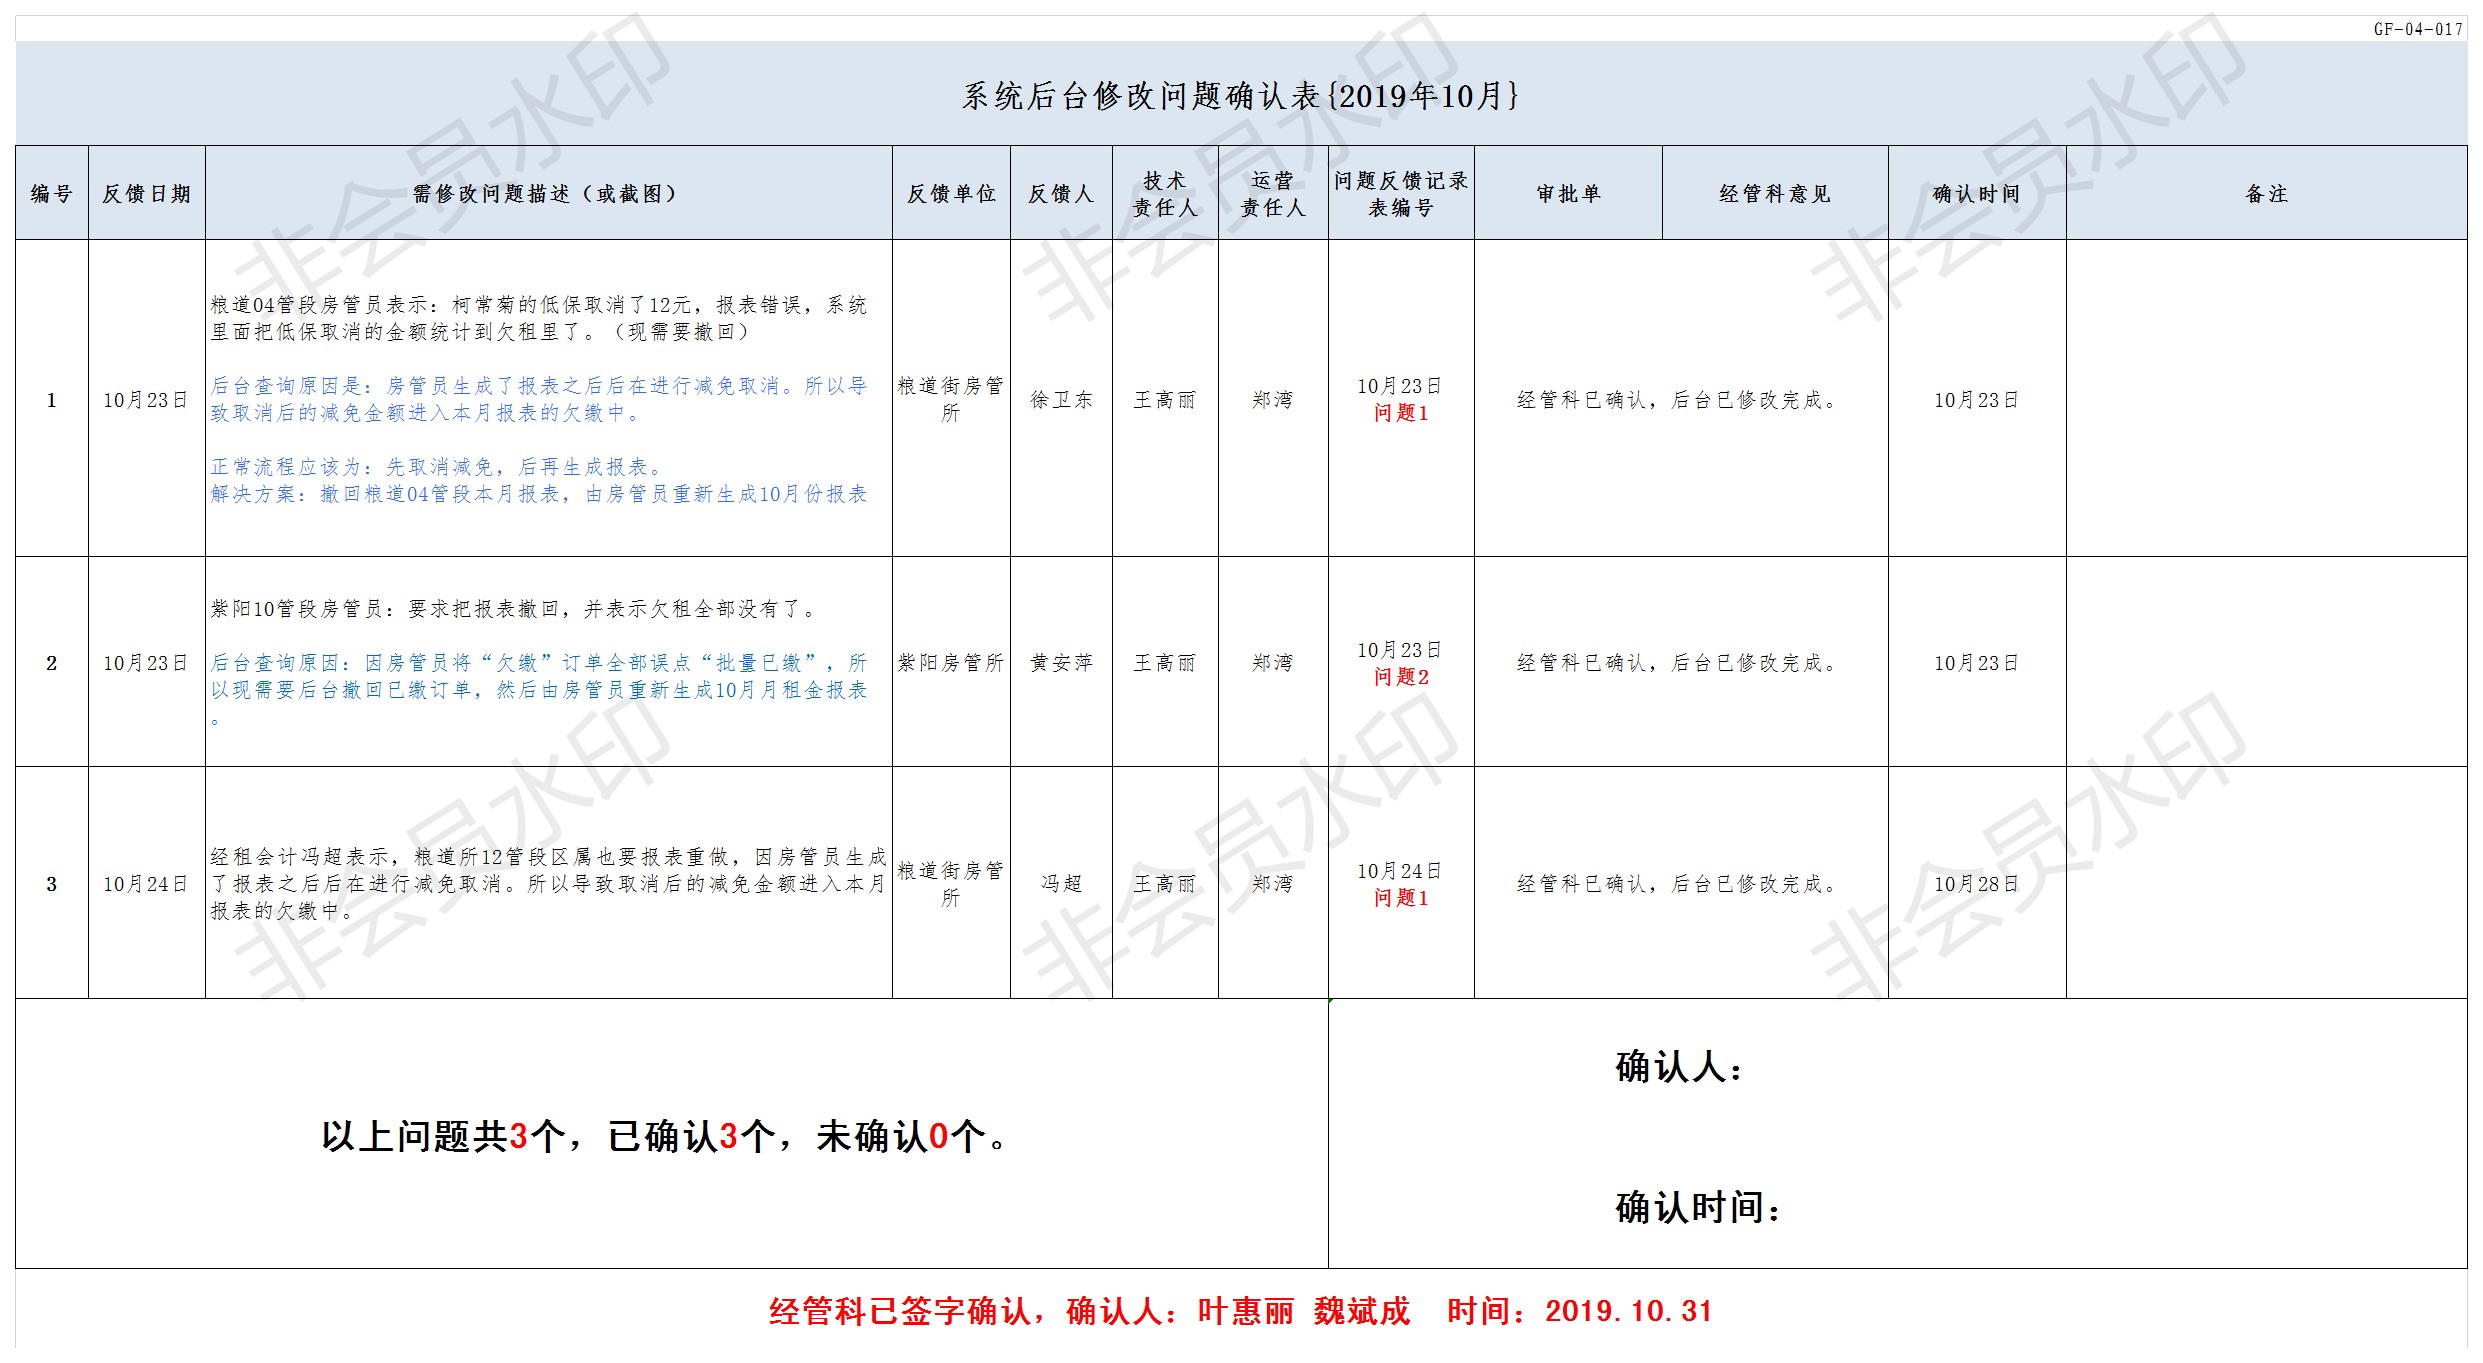 GF-04-017
系统后台修改问题确认表{2019年10月}
编号 反馈日期 需修改问题描述（或截图） 反馈单位 反馈人 技术责任人 运营责任人 问题反馈记录表编号 审批单 经管科意见 确认时间 备注
1
10月23日
粮道04管段房管员表示：柯常菊的低保取消了12元，报表错误，系统
里面把低保取消的金额统计到欠租里了。（现需要撤回）
后台查询原因是：房管员生成了报表之后后在进行减免取消。所以导
致取消后的减免金额进入本月报表的欠缴中。
正常流程应该为：先取消减免，后再生成报表。
解决方案：撤回粮道04管段本月报表，由房管员重新生成10月份报表
粮道街房管
所
徐卫东
王高丽
郑湾
10月23日
问题1
经管科已确认，后台已修改完成。
10月23日
2
10月23日
紫阳10管段房管员：要求把报表撤回，并表示欠租全部没有了。
后台查询原因：因房管员将“欠缴”订单全部误点“批量已缴”，所
以现需要后台撤回已缴订单，然后由房管员重新生成10月月租金报表
。
紫阳房管所
黄安萍
王高丽
郑湾
10月23日
问题2
经管科已确认，后台已修改完成。
10月23日
3
10月24日
经租会计冯超表示，粮道所12管段区属也要报表重做，因房管员生成
了报表之后后在进行减免取消。所以导致取消后的减免金额进入本月
报表的欠缴中。
粮道街房管
所
冯超
王高丽
郑湾
10月24日
问题1
经管科已确认，后台已修改完成。
10月28日
以上问题共3个，已确认3个，未确认0个。
确认人：
确认时间：
经管科已签字确认，确认人：叶惠丽 魏斌成 时间：2019.10.31
非会员水印
非会员水印
非会员水印
非会员水印
非会员水印
非会员水印